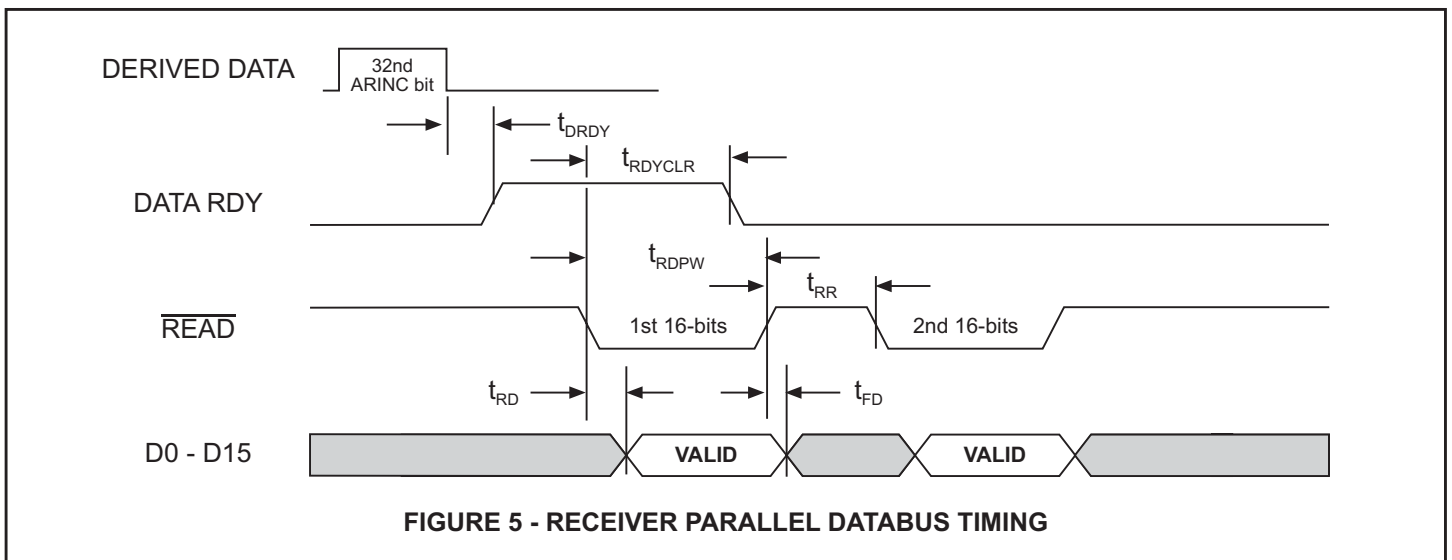 DERIVED DATA
32nd
ARINC bit
tDRDY
tRDYCLR
DATA RDY
tRDPW
tRR
READ
1st 16-bits
2nd 16-bits
tRD
tFD
D0 - D15
VALID
VALID
FIGURE 5 - RECEIVER PARALLEL DATABUS TIMING